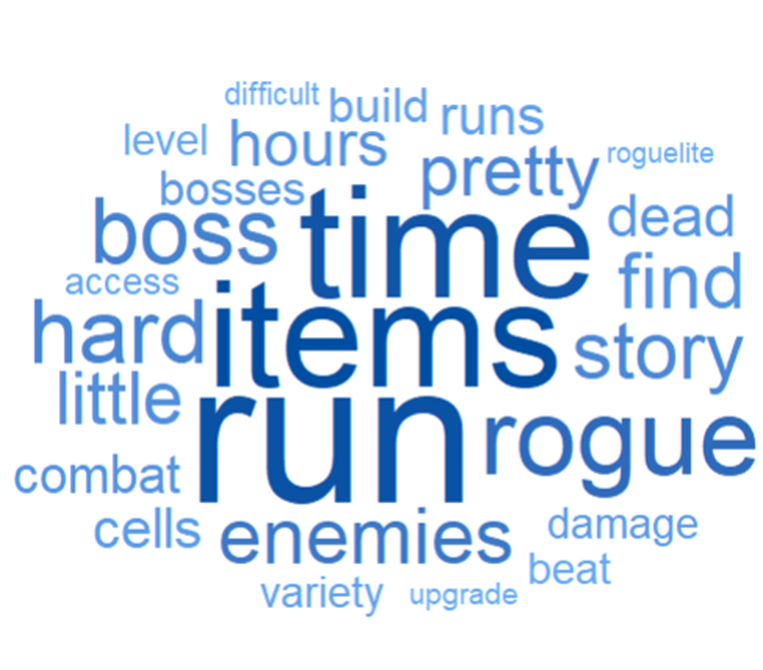 difficult build runs
level hours pretty roguelite
bosses time dead
boss find
access items
hard story
little run rogue
combat
cells enemies damage
variety upgrade beat